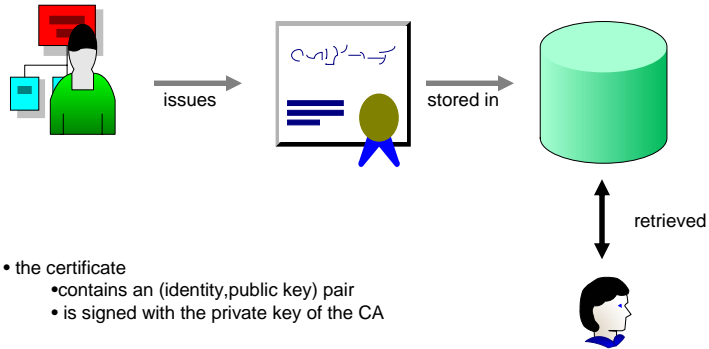 issues
stored in
retrieved
• the certificate
•contains an (identity,public key) pair
• is signed with the private key of the CA